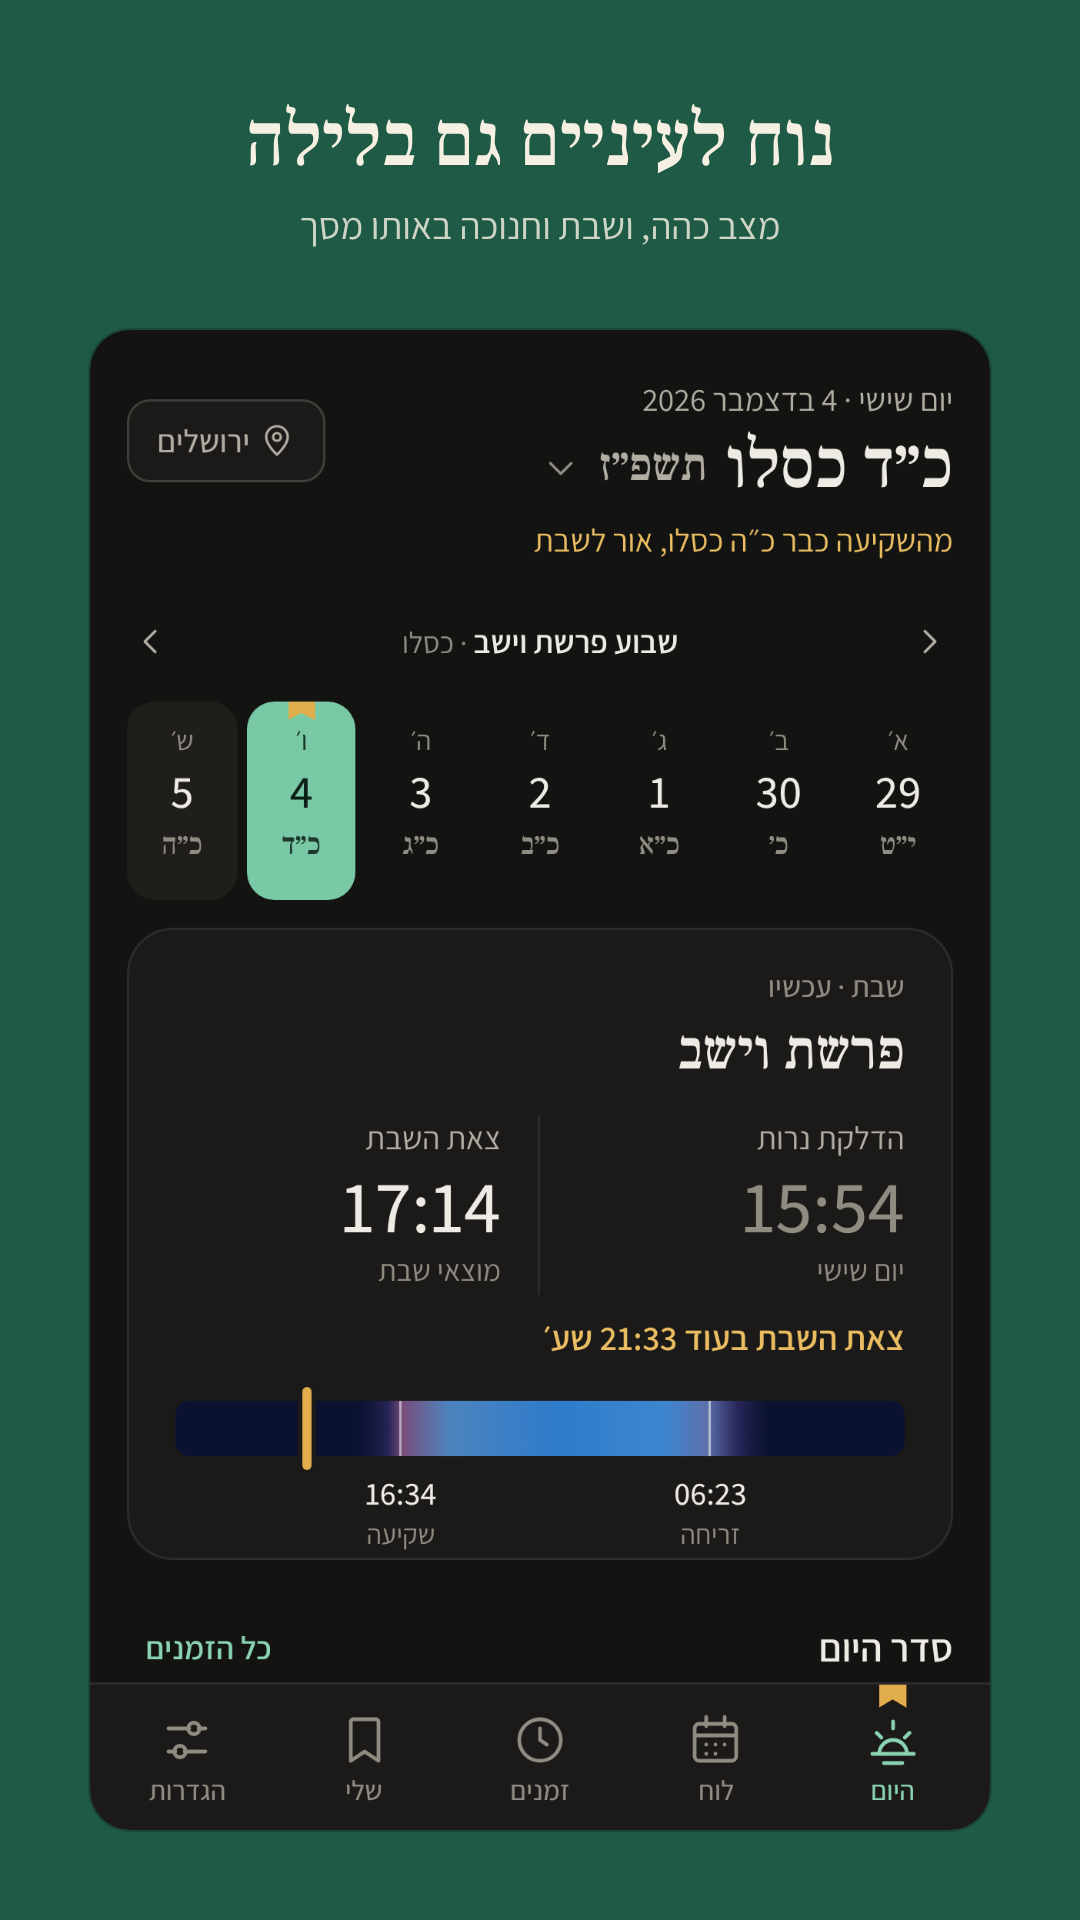 נוח לעיניים גם בלילה
מצב כהה, ושבת וחנוכה באותו מסך
יום שישי · 4 בדצמבר 2026
כ״ד כסלו תשפ״ז
ירושלים
מהשקיעה כבר כ״ה כסלו, אור לשבת
שבוע פרשת וישב · כסלו
א׳ ב׳ ג׳ ד׳ ה׳ ו׳ ש׳
29 30 1 2 3 4 5
י״ט כ׳ כ״א כ״ב כ״ג כ״ד כ״ה
שבת · עכשיו
פרשת וישב
הדלקת נרות
15:54
יום שישי
צאת השבת
17:14
מוצאי שבת
צאת השבת בעוד 21:33 שע׳
06:23 16:34
זריחה שקיעה
סדר היום כל הזמנים
היום לוח זמנים שלי הגדרות